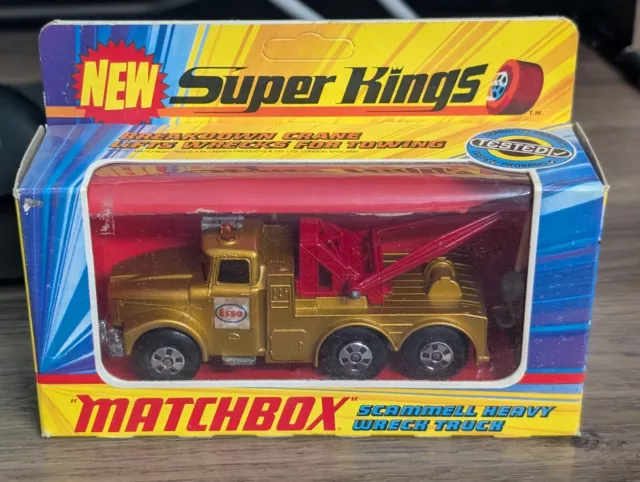 NEW
Super Kings
T.M.
BREAKDOWN CRANE
LIFTS WRECKS FOR TOWING
TESTED!
Esso
"MATCHBOX"
SCAMMELL HEAVY
WRECK TRUCK